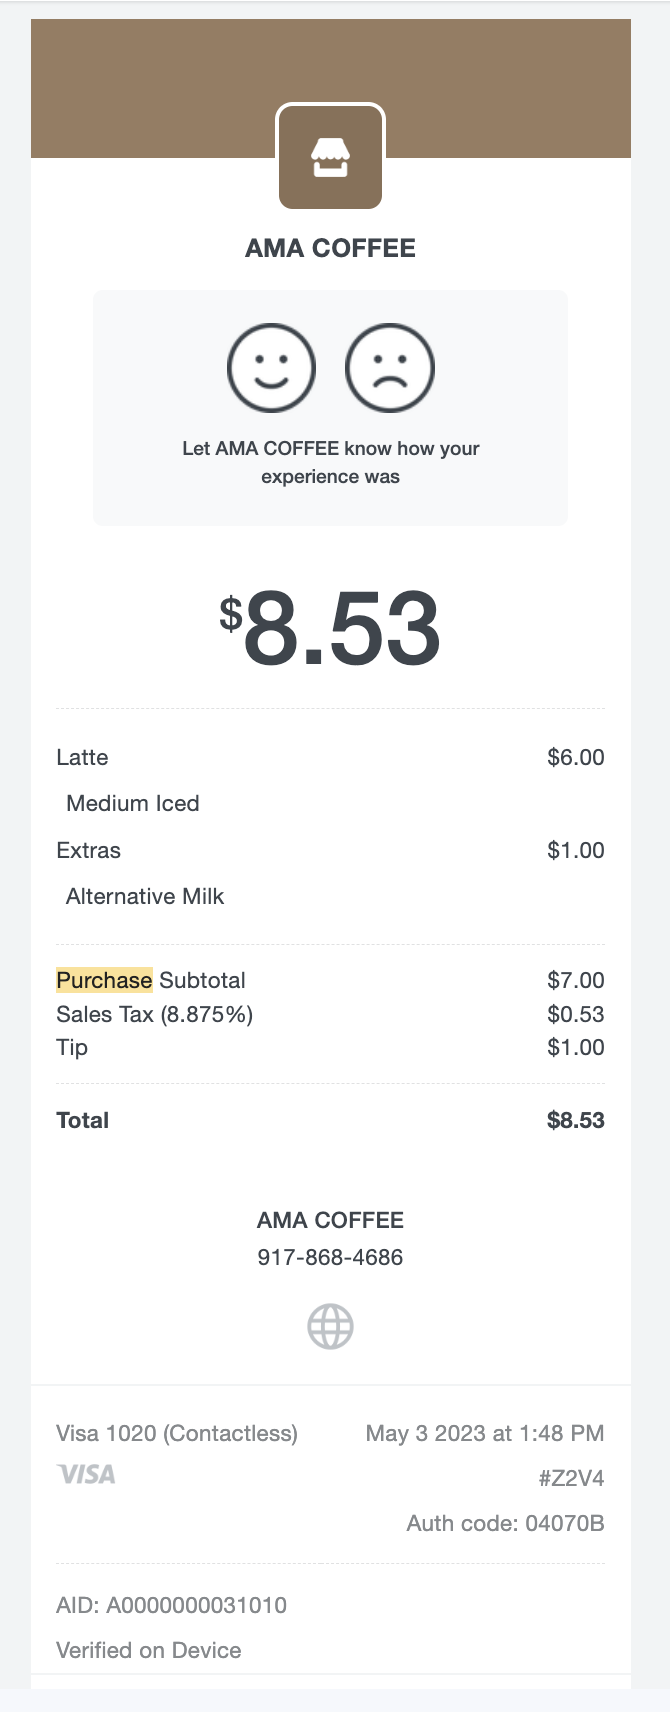 AMA COFFEE
Let AMA COFFEE know how your
experience was
$8.53
Latte $6.00
Medium Iced
Extras $1.00
Alternative Milk
Purchase Subtotal $7.00
Sales Tax (8.875%) $0.53
Tip $1.00
Total $8.53
AMA COFFEE
917-868-4686
Visa 1020 (Contactless) May 3 2023 at 1:48 PM
VISA #Z2V4
Auth code: 04070B
AID: A0000000031010
Verified on Device